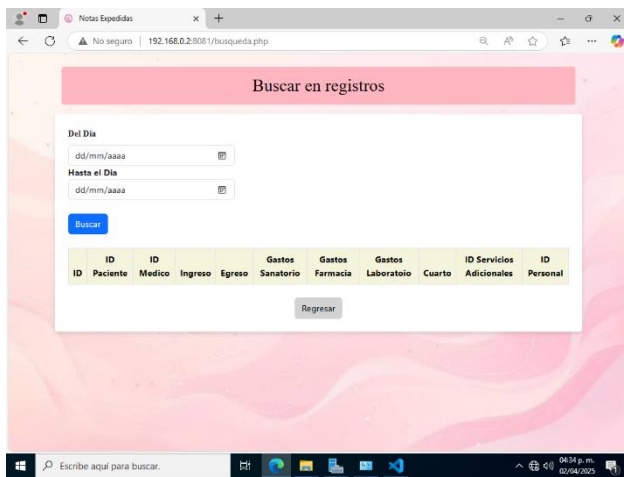 Notas Expedidas
No seguro | 192.168.0.2:8081/busqueda.php
Buscar en registros
Del Dia
dd/mm/aaaa
Hasta el Dia
dd/mm/aaaa
Buscar
ID ID Paciente ID Medico Ingreso Egreso Gastos Sanatorio Gastos Farmacia Gastos Laboratoio Cuarto ID Servicios Adicionales ID Personal
Regresar
Escribe aquí para buscar.
04:34 p. m.
02/04/2025